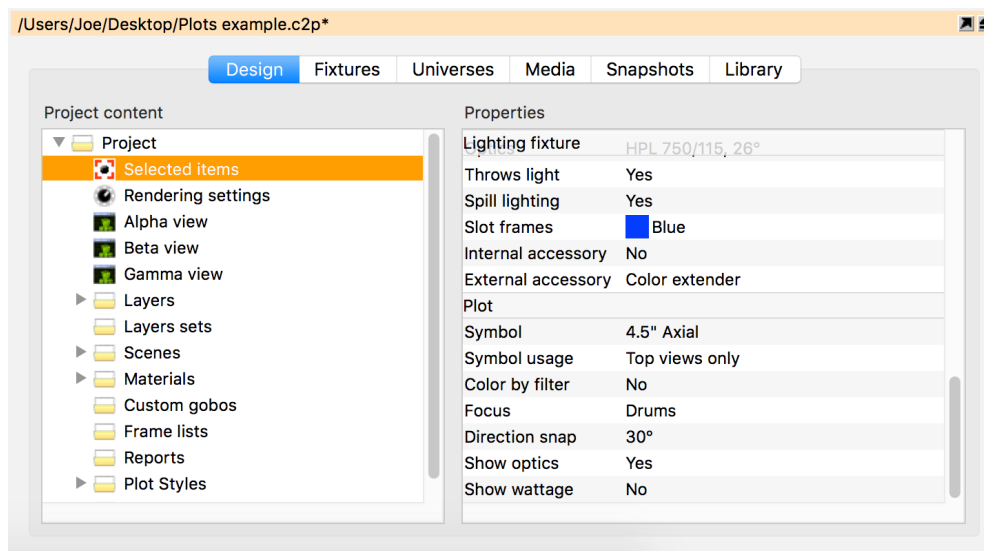 /Users/Joe/Desktop/Plots example.c2p*
Design Fixtures Universes Media Snapshots Library
Project content
Project
Selected items
Rendering settings
Alpha view
Beta view
Gamma view
Layers
Layers sets
Scenes
Materials
Custom gobos
Frame lists
Reports
Plot Styles
Properties
Lighting fixture
Optics HPL 750/115, 26°
Throws light Yes
Spill lighting Yes
Slot frames Blue
Internal accessory No
External accessory Color extender
Plot
Symbol 4.5" Axial
Symbol usage Top views only
Color by filter No
Focus Drums
Direction snap 30°
Show optics Yes
Show wattage No